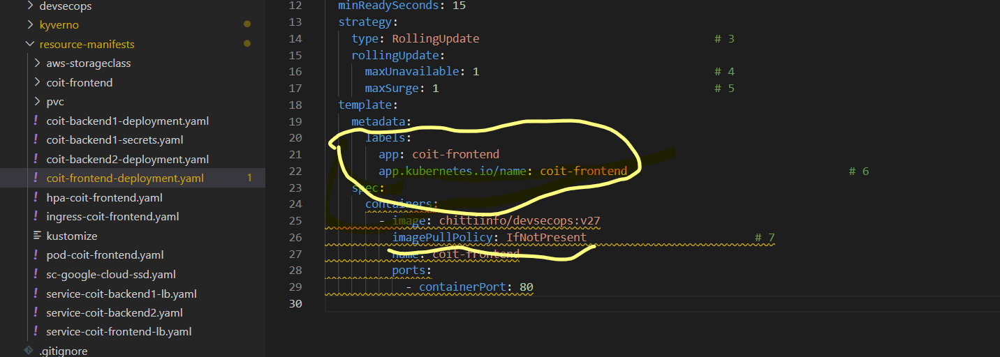 devsecops
kyverno
resource-manifests
aws-storageclass
coit-frontend
pvc
! coit-backend1-deployment.yaml
! coit-backend1-secrets.yaml
! coit-backend2-deployment.yaml
! coit-frontend-deployment.yaml 1
! hpa-coit-frontend.yaml
! ingress-coit-frontend.yaml
kustomize
! pod-coit-frontend.yaml
! sc-google-cloud-ssd.yaml
! service-coit-backend1-lb.yaml
! service-coit-backend2.yaml
! service-coit-frontend-lb.yaml
.gitignore
12 minReadySeconds: 15
13 strategy:
14 type: RollingUpdate # 3
15 rollingUpdate:
16 maxUnavailable: 1 # 4
17 maxSurge: 1 # 5
18 template:
19 metadata:
20 labels:
21 app: coit-frontend
22 app.kubernetes.io/name: coit-frontend # 6
23 spec:
24 containers:
25 - image: chittiinfo/devsecops:v27
26 imagePullPolicy: IfNotPresent # 7
27 name: coit-frontend
28 ports:
29 - containerPort: 80
30